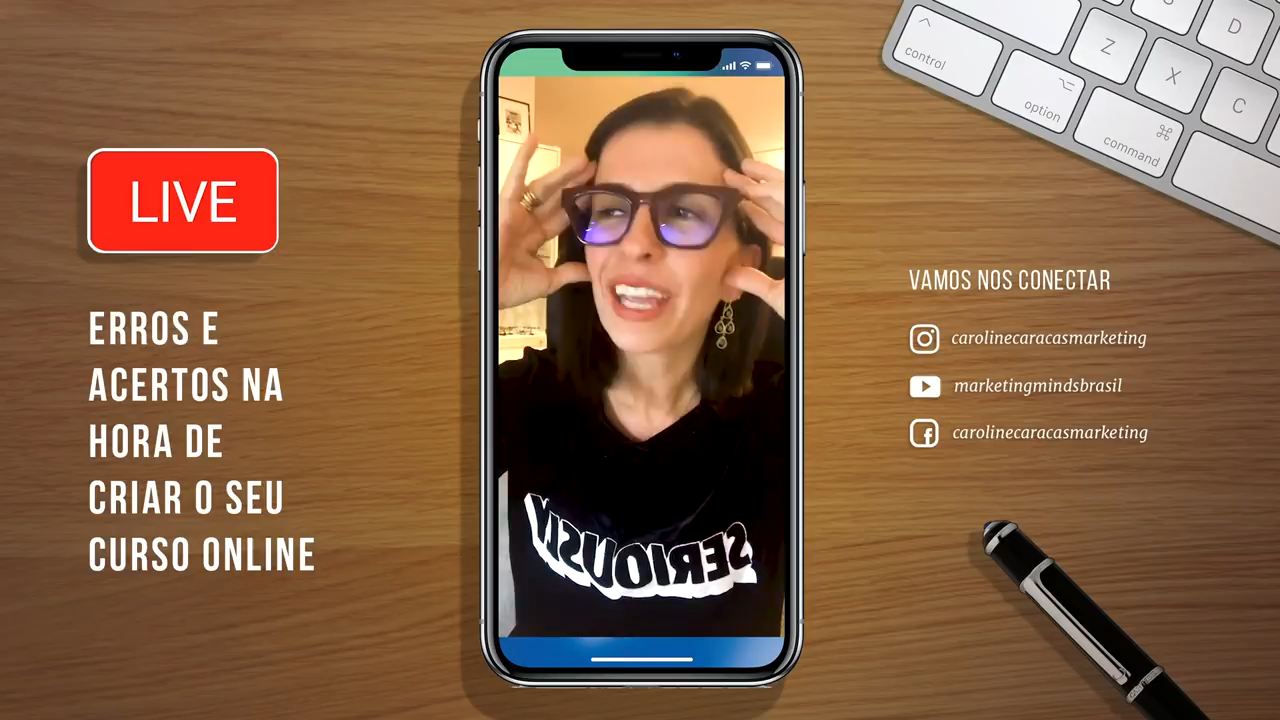 LIVE
ERROS E
ACERTOS NA
HORA DE
CRIAR O SEU
CURSO ONLINE
SERIOUSLY
VAMOS NOS CONECTAR
carolinecaracasmarketing
marketingmindsbrasil
carolinecaracasmarketing
S D
Z X C
control
option
command